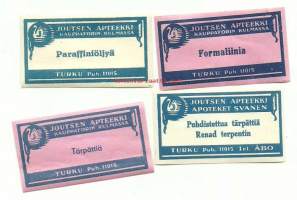 JOUTSEN APTEEKKI
KAUPPATORIN KULMASSA
Paraffiiniöljyä
TURKU Puh. 11015
JOUTSEN APTEEKKI
KAUPPATORIN KULMASSA
Formaliinia
TURKU Puh. 11015
JOUTSEN APTEEKKI
KAUPPATORIN KULMASSA
Tärpättiä
TURKU Puh. 11015
JOUTSEN APTEEKKI
APOTEKET SVANEN
Puhdistettua tärpättiä
Renad terpentin
TURKU Puh. 11015 Tel. ÅBO